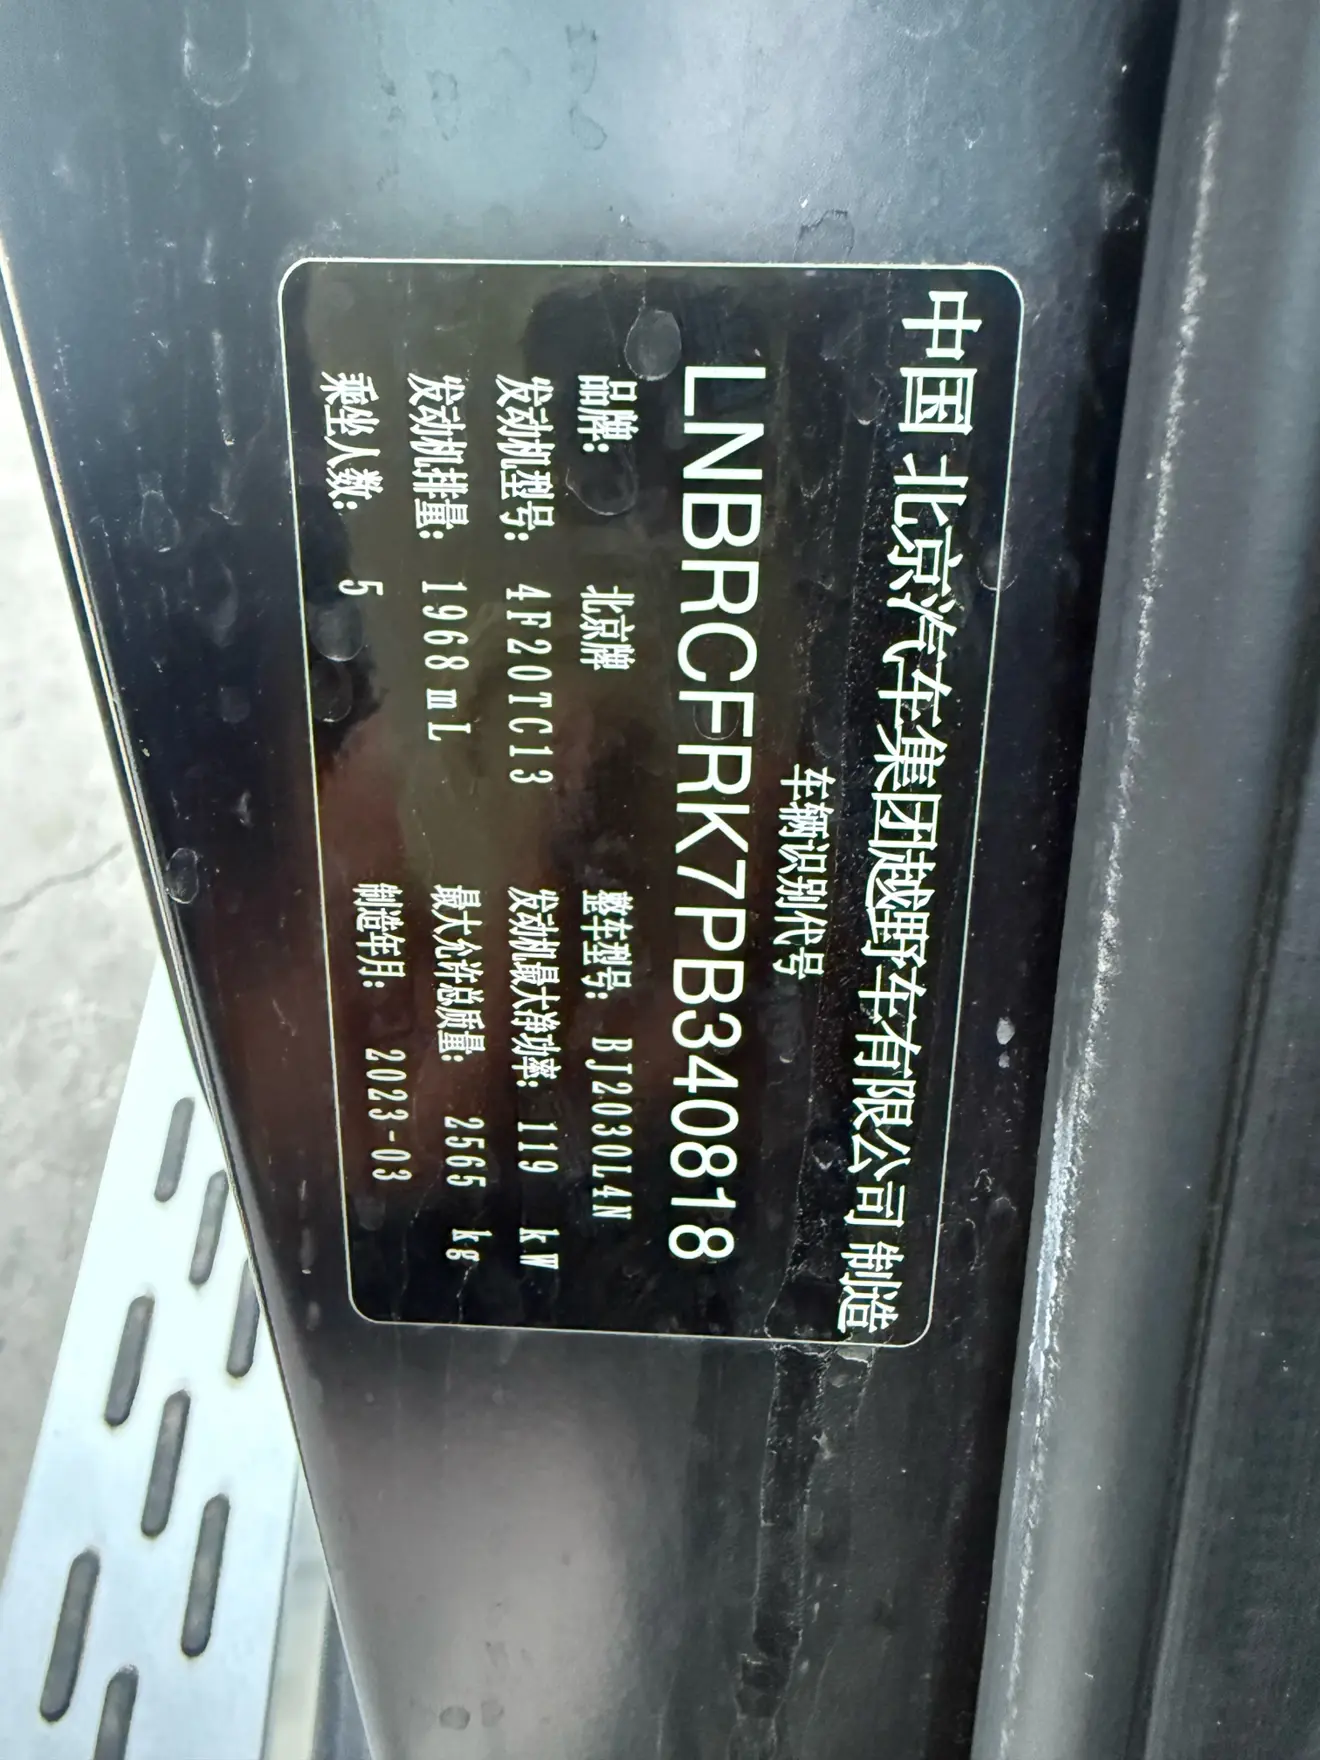 中国 北京汽车集团越野车有限公司 制造
车辆识别代号
LNBRCFRK7PB340818
品牌: 北京牌 整车型号: BJ2030L4N
发动机型号: 4F20TC13 发动机最大净功率: 119 kW
发动机排量: 1968 mL 最大允许总质量: 2565 kg
乘坐人数: 5 制造年月: 2023-03